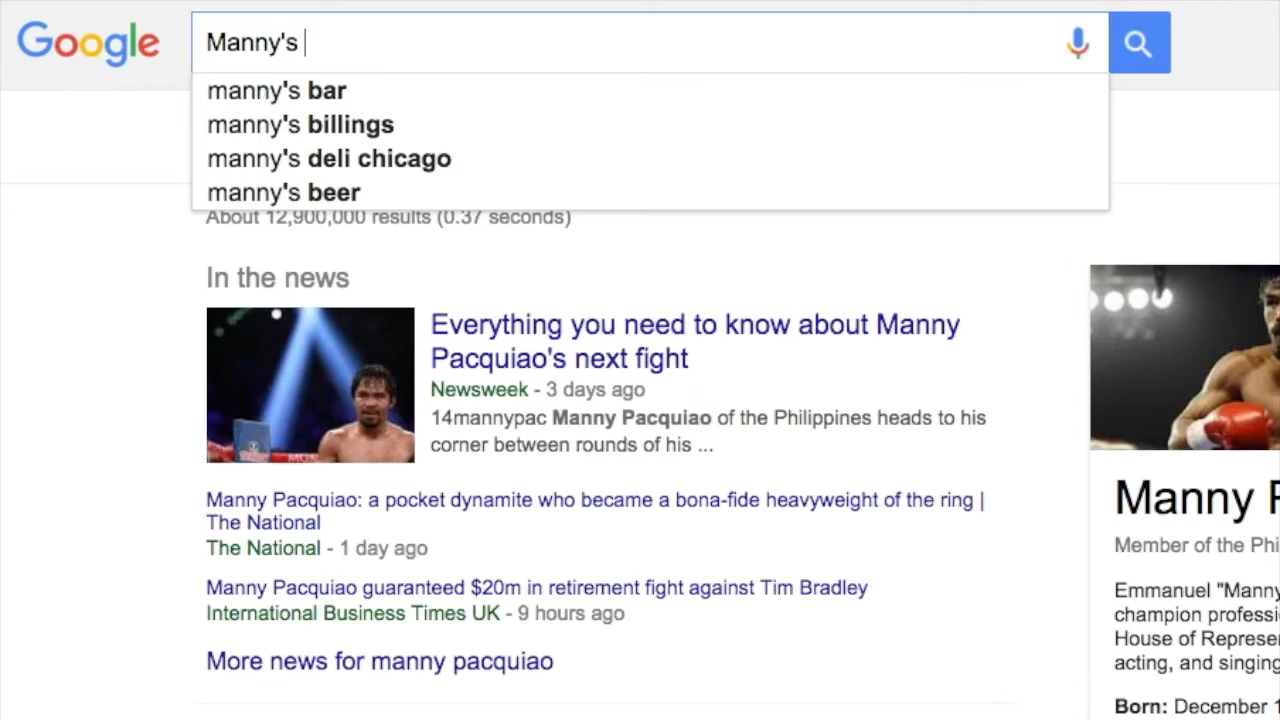 Google
Manny's
manny's bar
manny's billings
manny's deli chicago
manny's beer
About 12,900,000 results (0.37 seconds)
In the news
Everything you need to know about Manny
Pacquiao's next fight
Newsweek - 3 days ago
14mannypac Manny Pacquiao of the Philippines heads to his
corner between rounds of his ...
Manny Pacquiao: a pocket dynamite who became a bona-fide heavyweight of the ring |
The National
The National - 1 day ago
Manny Pacquiao guaranteed $20m in retirement fight against Tim Bradley
International Business Times UK - 9 hours ago
More news for manny pacquiao
Manny
Member of the Phi
Emmanuel "Manny
champion professi
House of Represe
acting, and singing
Born: December 1